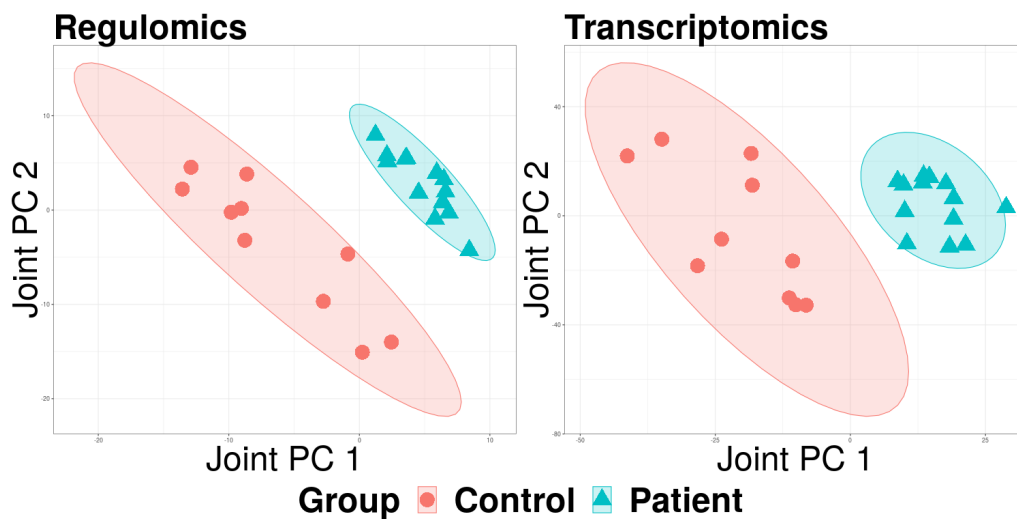 Regulomics
Transcriptomics
Joint PC 2
10
0
-10
-20
-20
-10
0
10
Joint PC 1
Joint PC 2
40
0
-40
-80
-50
-25
0
25
Joint PC 1
Group Control Patient